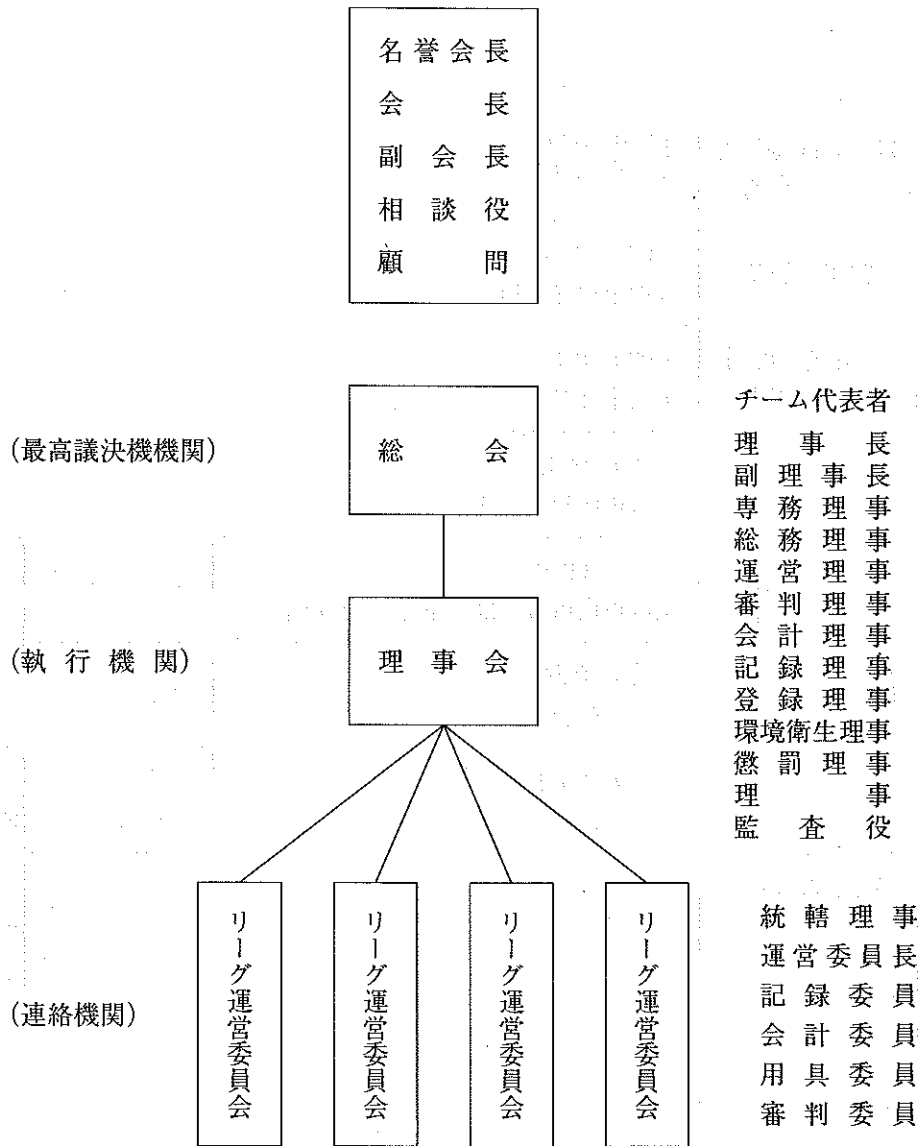 名誉会長
会長
副会長
相談役
顧問
(最高議決機機関)
総会
チーム代表者
理事長
副理事長
専務理事
総務理事
運営理事
審判理事
会計理事
記録理事
登録理事
環境衛生理事
懲罰理事
理事
監査役
(執行機関)
理事会
(連絡機関)
リーグ運営委員会
リーグ運営委員会
リーグ運営委員会
リーグ運営委員会
統轄理事
運営委員長
記録委員
会計委員
用具委員
審判委員